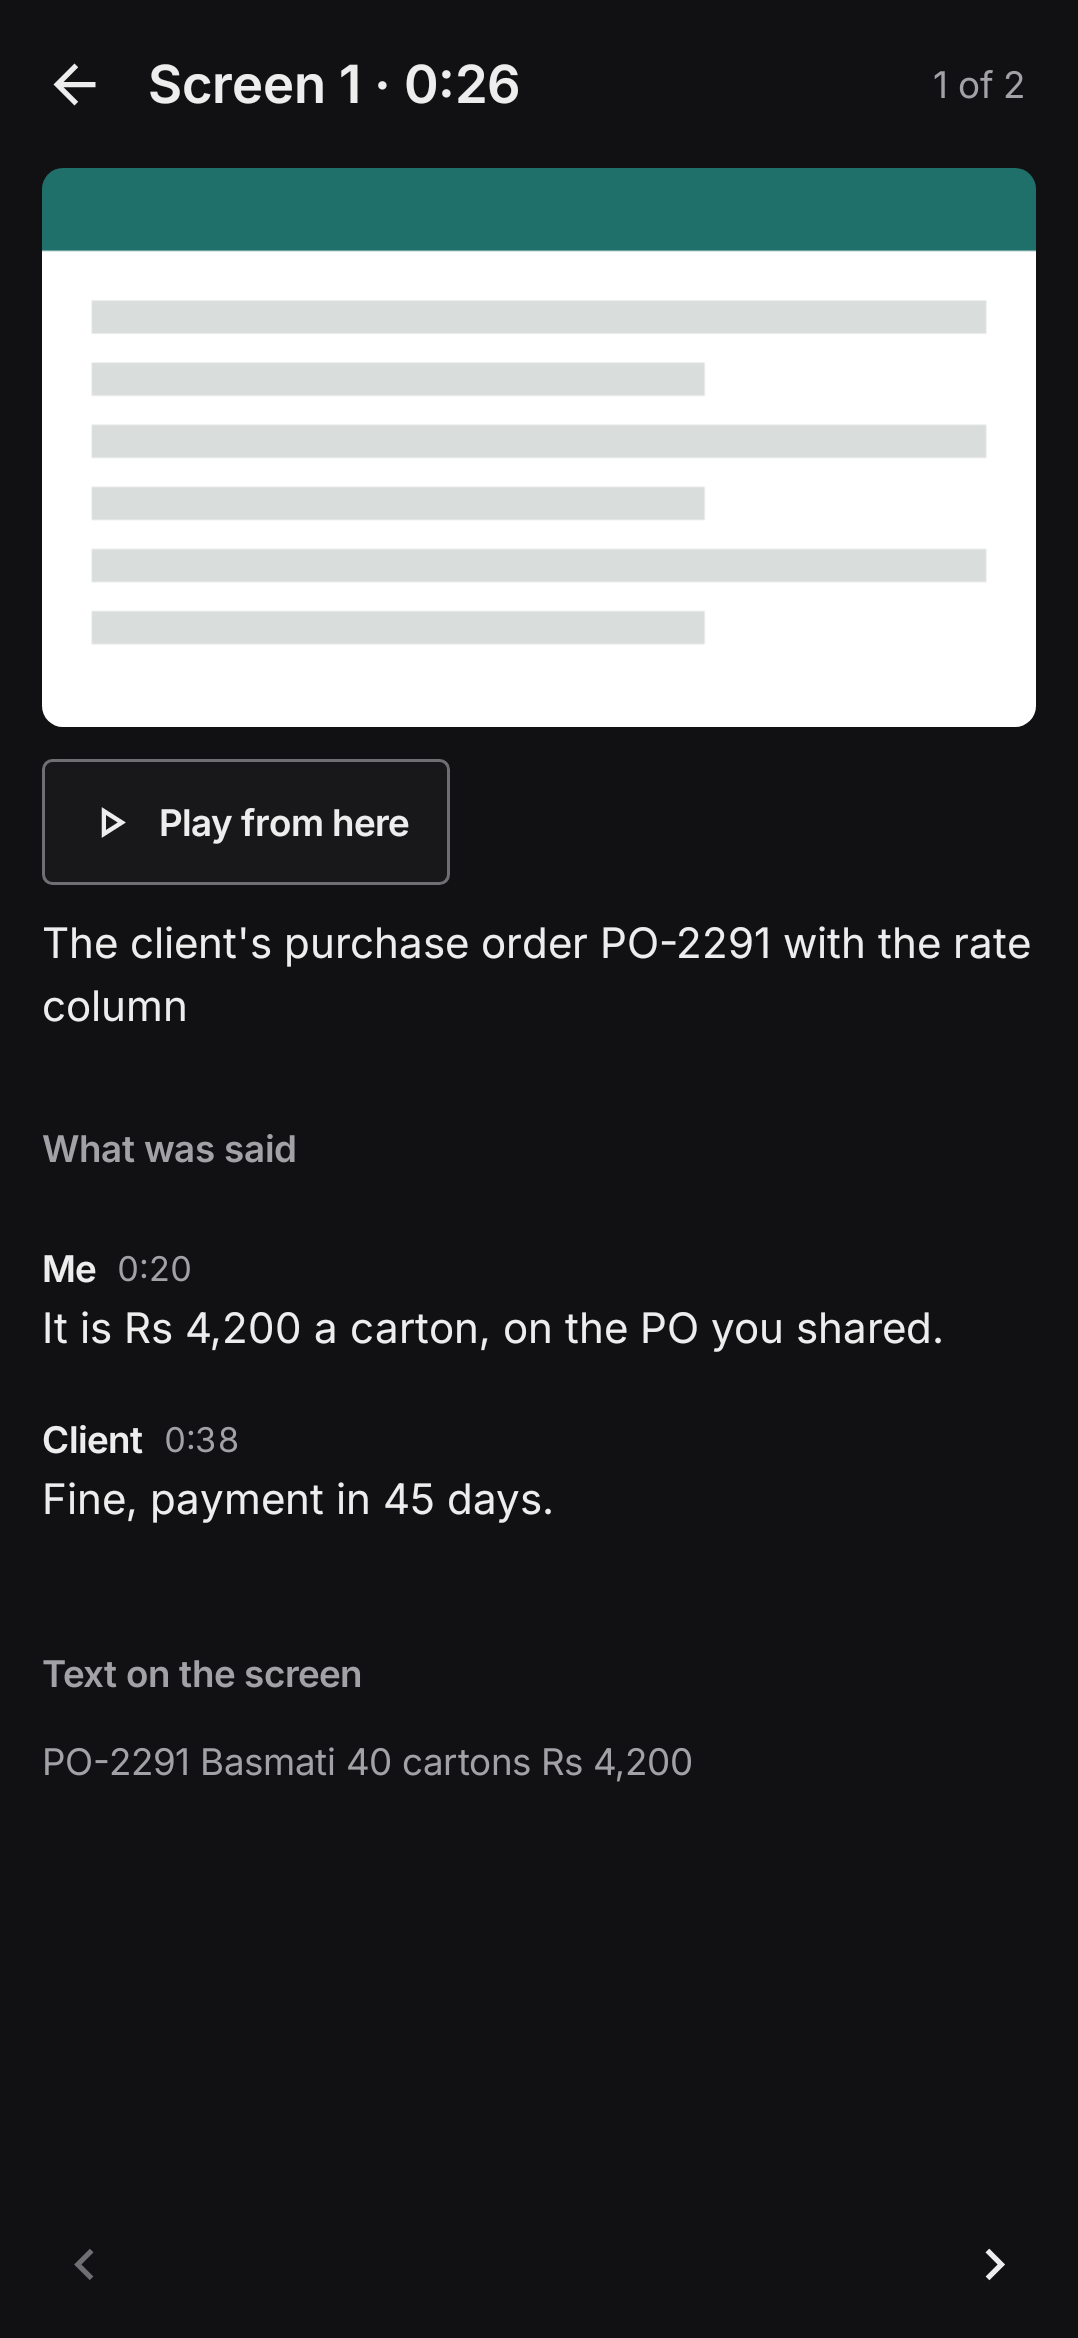 Screen 1 · 0:26
1 of 2
Play from here
The client's purchase order PO-2291 with the rate
column
What was said
Me 0:20
It is Rs 4,200 a carton, on the PO you shared.
Client 0:38
Fine, payment in 45 days.
Text on the screen
PO-2291 Basmati 40 cartons Rs 4,200